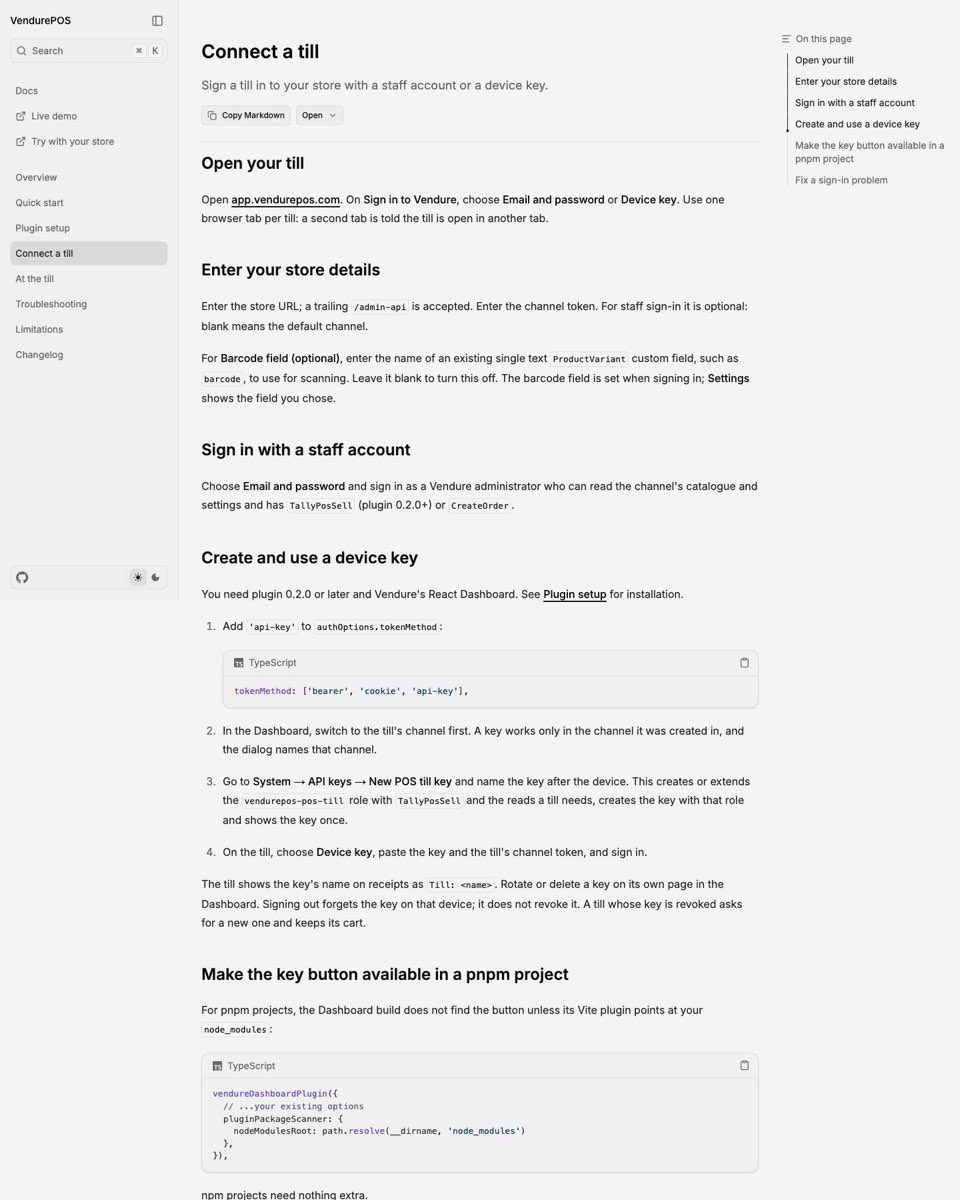 VendurePOS
Search
⌘ K
Docs
Live demo
Try with your store
Overview
Quick start
Plugin setup
Connect a till
At the till
Troubleshooting
Limitations
Changelog
Connect a till
Sign a till in to your store with a staff account or a device key.
Copy Markdown
Open
Open your till
Open app.vendurepos.com. On Sign in to Vendure, choose Email and password or Device key. Use one
browser tab per till: a second tab is told the till is open in another tab.
Enter your store details
Enter the store URL; a trailing /admin-api is accepted. Enter the channel token. For staff sign-in it is optional:
blank means the default channel.
For Barcode field (optional), enter the name of an existing single text ProductVariant custom field, such as
barcode, to use for scanning. Leave it blank to turn this off. The barcode field is set when signing in; Settings
shows the field you chose.
Sign in with a staff account
Choose Email and password and sign in as a Vendure administrator who can read the channel's catalogue and
settings and has TallyPosSell (plugin 0.2.0+) or CreateOrder.
Create and use a device key
You need plugin 0.2.0 or later and Vendure's React Dashboard. See Plugin setup for installation.
1. Add 'api-key' to authOptions.tokenMethod:
TypeScript
tokenMethod: ['bearer', 'cookie', 'api-key'],
2. In the Dashboard, switch to the till's channel first. A key works only in the channel it was created in, and
the dialog names that channel.
3. Go to System → API keys → New POS till key and name the key after the device. This creates or extends
the vendurepos-pos-till role with TallyPosSell and the reads a till needs, creates the key with that role
and shows the key once.
4. On the till, choose Device key, paste the key and the till's channel token, and sign in.
The till shows the key's name on receipts as Till: <name>. Rotate or delete a key on its own page in the
Dashboard. Signing out forgets the key on that device; it does not revoke it. A till whose key is revoked asks
for a new one and keeps its cart.
Make the key button available in a pnpm project
For pnpm projects, the Dashboard build does not find the button unless its Vite plugin points at your
node_modules:
TypeScript
vendureDashboardPlugin({
// ...your existing options
pluginPackageScanner: {
nodeModulesRoot: path.resolve(__dirname, 'node_modules')
},
}),
npm projects need nothing extra.
On this page
Open your till
Enter your store details
Sign in with a staff account
Create and use a device key
Make the key button available in a
pnpm project
Fix a sign-in problem